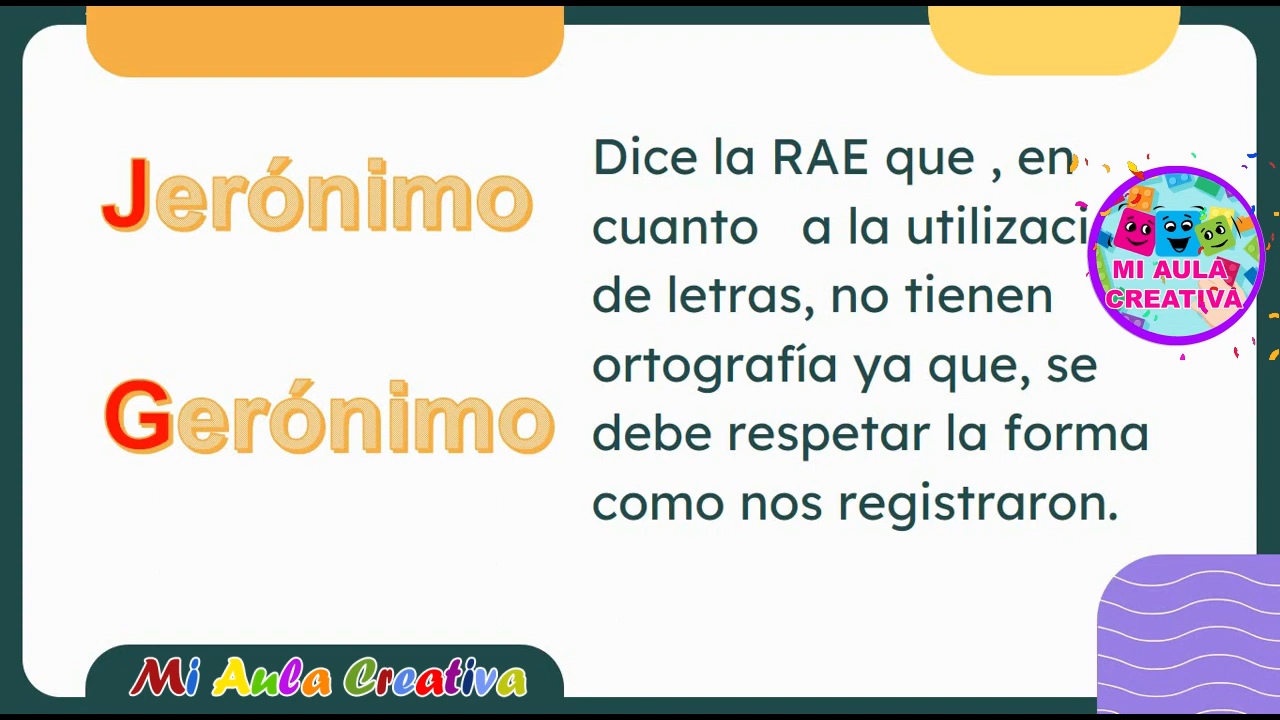 Jerónimo
Gerónimo
Dice la RAE que , en
cuanto a la
de letras, no tienen
ortografía ya que, se
debe respetar la forma
como nos registraron.
MI AULA
CREATIVA
Mi Aula Creativa